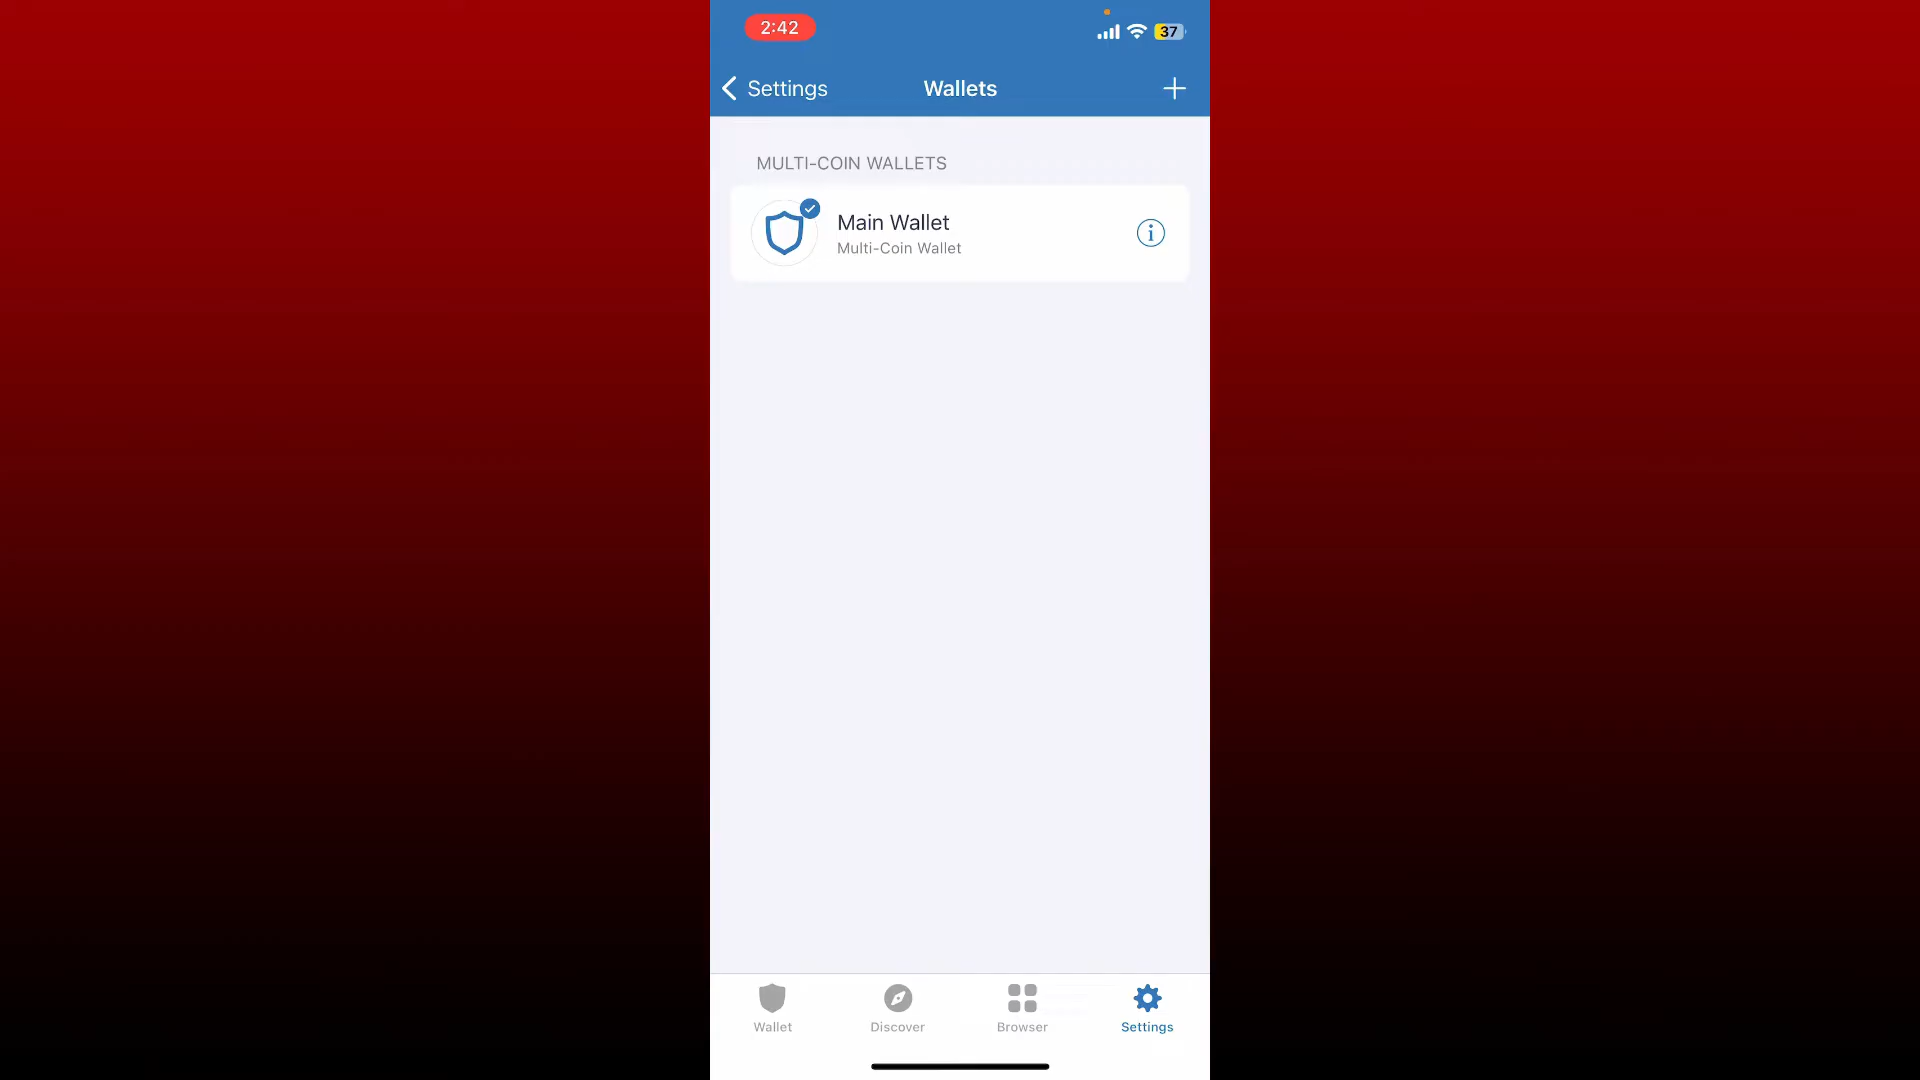 2:42
37
Settings
Wallets
MULTI-COIN WALLETS
Main Wallet
Multi-Coin Wallet
Wallet
Discover
Browser
Settings